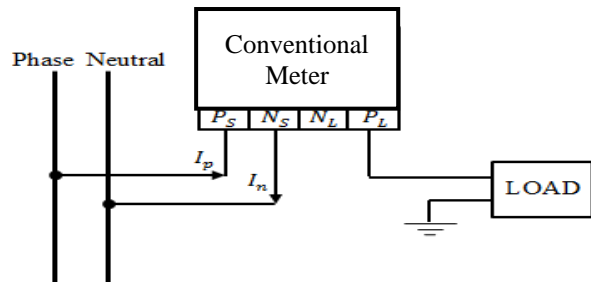 Conventional
Meter
Phase Neutral
P_S N_S N_L P_L
I_p
I_n
LOAD